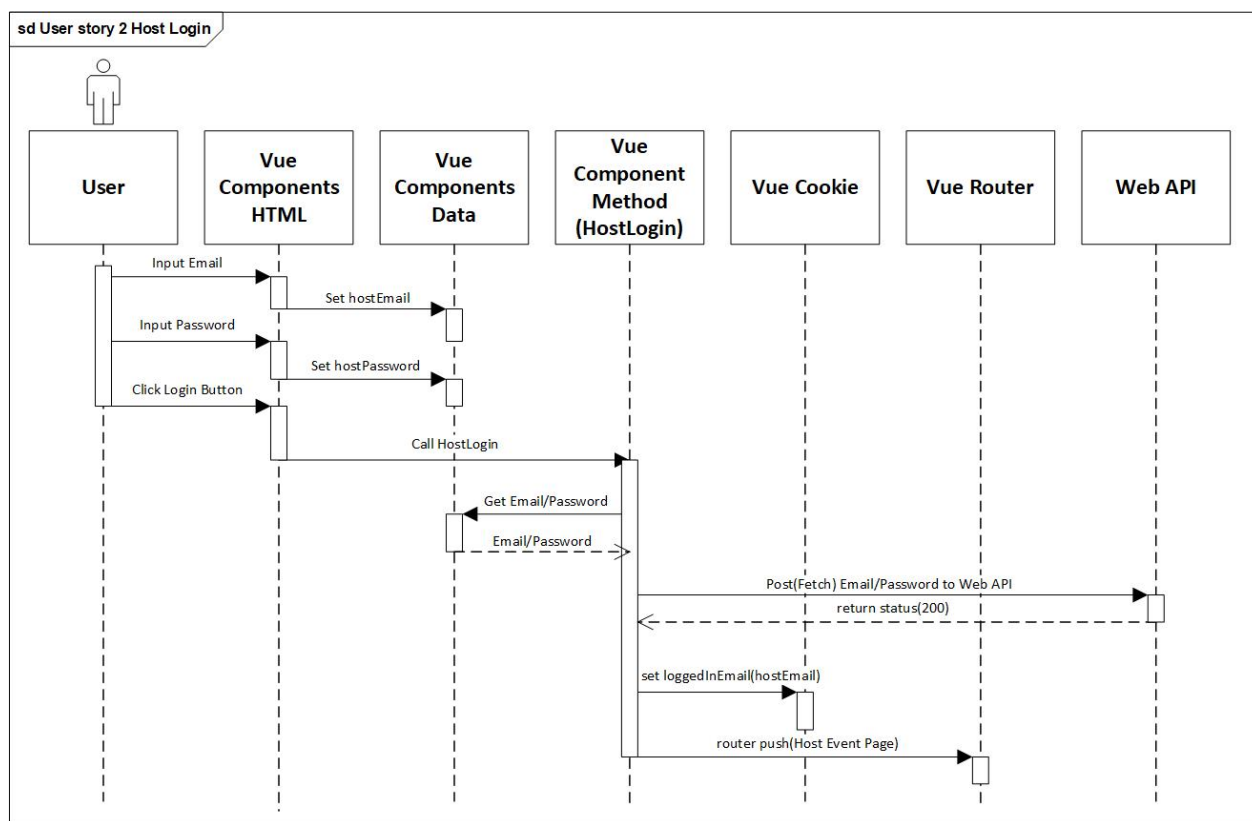 sd User story 2 Host Login
User
Vue
Components
HTML
Vue
Components
Data
Vue
Component
Method
(HostLogin)
Vue Cookie
Vue Router
Web API
Input Email
Set hostEmail
Input Password
Set hostPassword
Click Login Button
Call HostLogin
Get Email/Password
Email/Password
Post(Fetch) Email/Password to Web API
return status(200)
set loggedInEmail(hostEmail)
router push(Host Event Page)